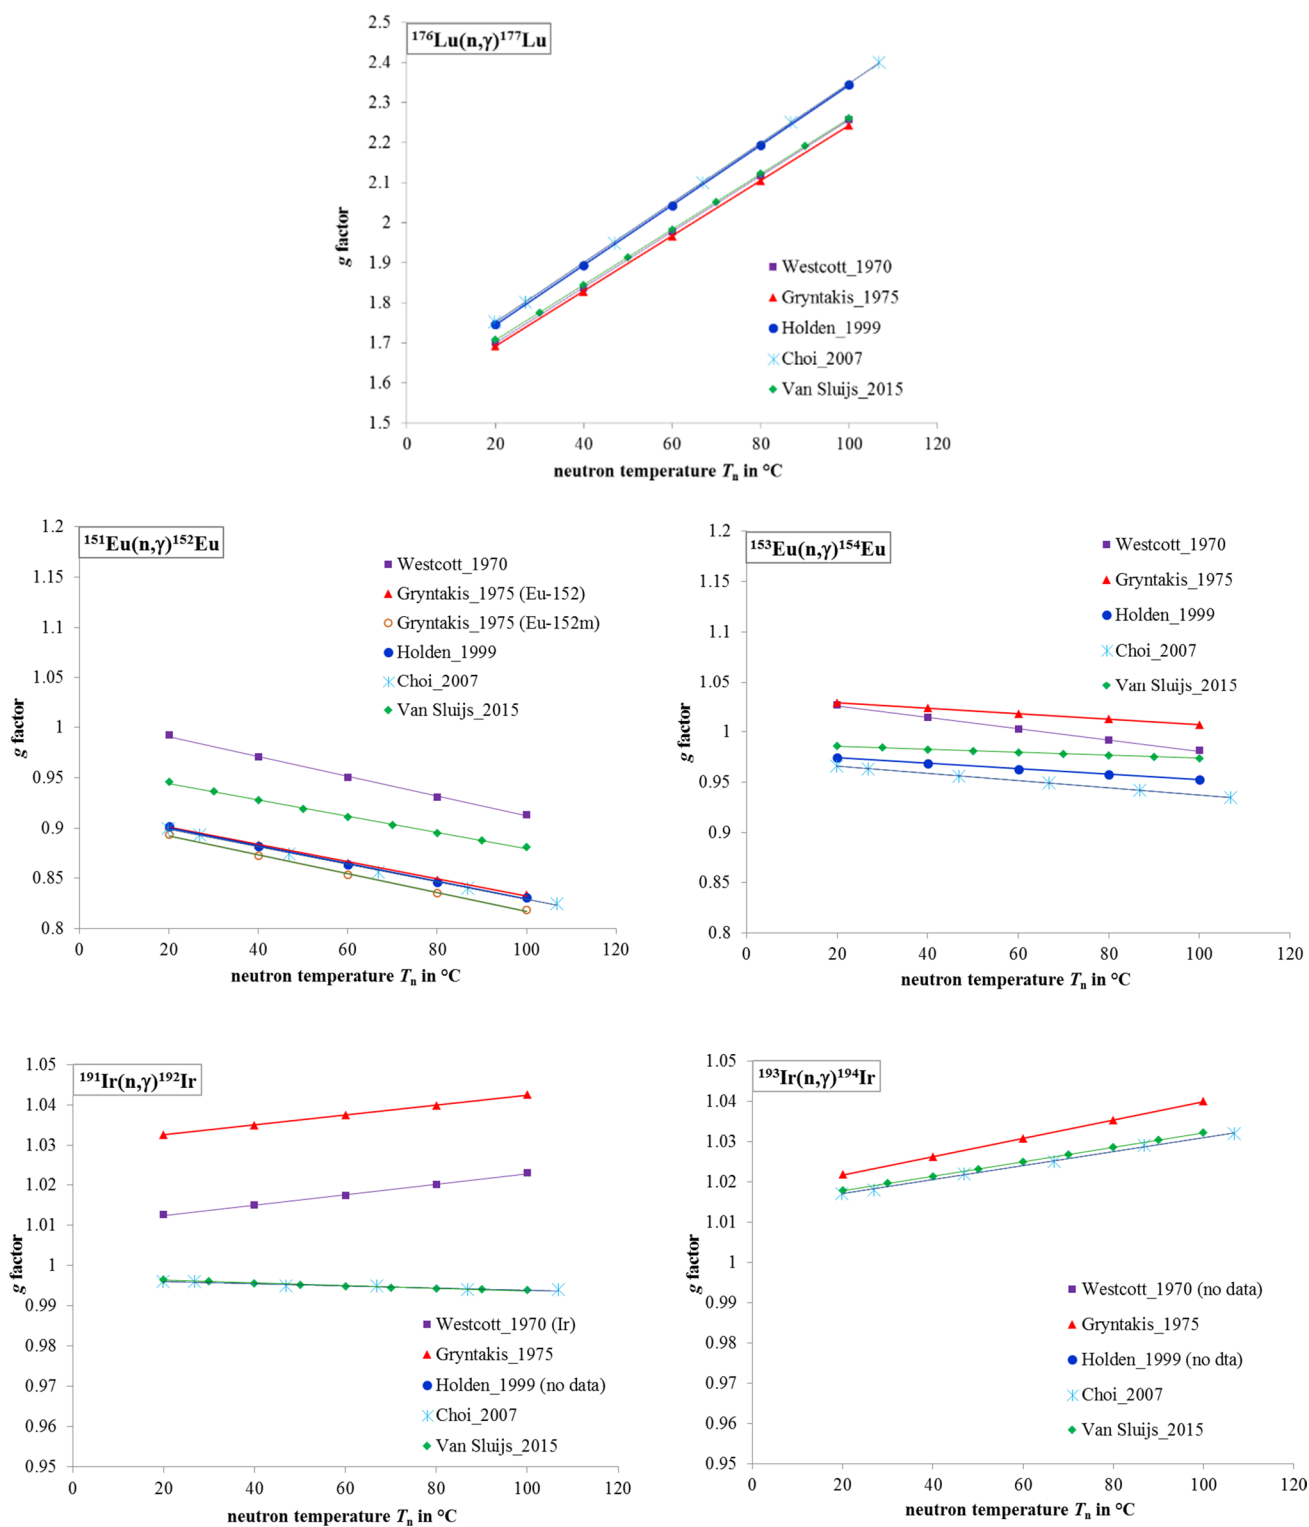 ¹⁷⁶Lu(n,γ)¹⁷⁷Lu
2.5
2.4
2.3
2.2
2.1
2
1.9
1.8
1.7
1.6
1.5
g factor
Westcott_1970
Gryntakis_1975
Holden_1999
Choi_2007
Van Sluijs_2015
0 20 40 60 80 100 120
neutron temperature Tₙ in °C
¹⁵¹Eu(n,γ)¹⁵²Eu
1.2
1.15
1.1
1.05
1
0.95
0.9
0.85
0.8
g factor
Westcott_1970
Gryntakis_1975 (Eu-152)
Gryntakis_1975 (Eu-152m)
Holden_1999
Choi_2007
Van Sluijs_2015
0 20 40 60 80 100 120
neutron temperature Tₙ in °C
¹⁵³Eu(n,γ)¹⁵⁴Eu
1.2
1.15
1.1
1.05
1
0.95
0.9
0.85
0.8
g factor
Westcott_1970
Gryntakis_1975
Holden_1999
Choi_2007
Van Sluijs_2015
0 20 40 60 80 100 120
neutron temperature Tₙ in °C
¹⁹¹Ir(n,γ)¹⁹²Ir
1.05
1.04
1.03
1.02
1.01
1
0.99
0.98
0.97
0.96
0.95
g factor
Westcott_1970 (Ir)
Gryntakis_1975
Holden_1999 (no data)
Choi_2007
Van Sluijs_2015
0 20 40 60 80 100 120
neutron temperature Tₙ in °C
¹⁹³Ir(n,γ)¹⁹⁴Ir
1.05
1.04
1.03
1.02
1.01
1
0.99
0.98
0.97
0.96
0.95
g factor
Westcott_1970 (no data)
Gryntakis_1975
Holden_1999 (no dta)
Choi_2007
Van Sluijs_2015
0 20 40 60 80 100 120
neutron temperature Tₙ in °C